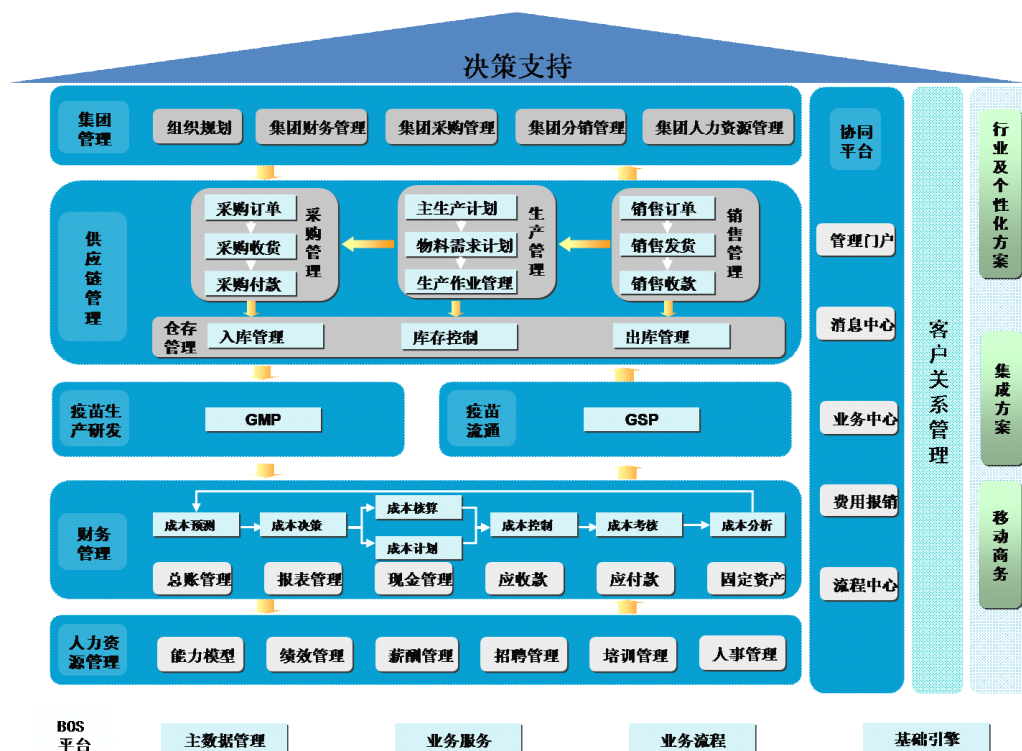 决策支持
集团
管理
组织规划
集团财务管理
集团采购管理
集团分销管理
集团人力资源管理
供应链管理
采购订单
采购收货
采购付款
采购管理
主生产计划
物料需求计划
生产作业管理
生产管理
销售订单
销售发货
销售收款
销售管理
仓存
管理
入库管理
库存控制
出库管理
疫苗生
产研发
GMP
疫苗
流通
GSP
财务
管理
成本预测
成本决策
成本核算
成本计划
成本控制
成本考核
成本分析
总账管理
报表管理
现金管理
应收款
应付款
固定资产
人力资
源管理
能力模型
绩效管理
薪酬管理
招聘管理
培训管理
人事管理
协同
平台
管理门户
消息中心
业务中心
费用报销
流程中心
客户关系管理
行业及个性化方案
集成方案
移动商务
BOS
平台
主数据管理
业务服务
业务流程
基础引擎